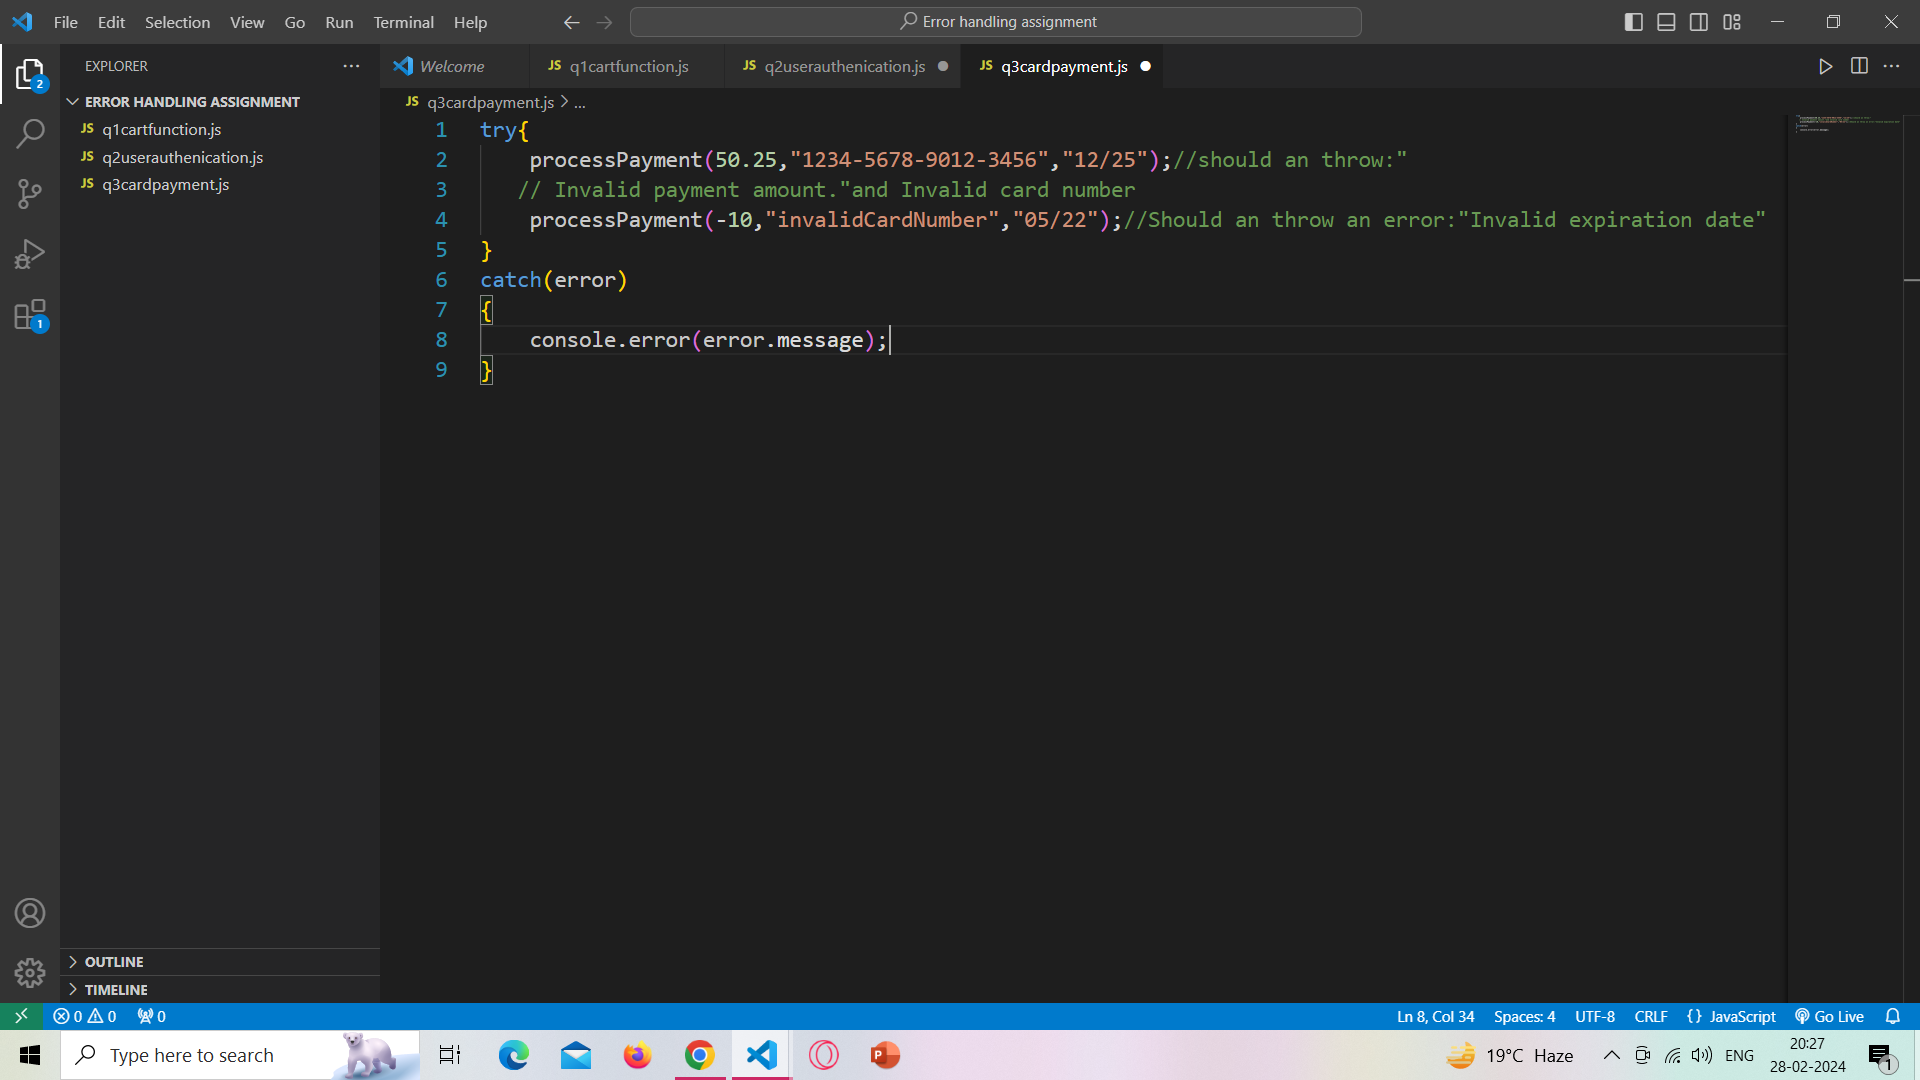 File Edit Selection View Go Run Terminal Help
Error handling assignment
EXPLORER
Welcome
JS q1cartfunction.js
JS q2userauthenication.js
JS q3cardpayment.js
2
ERROR HANDLING ASSIGNMENT
JS q1cartfunction.js
JS q2userauthenication.js
JS q3cardpayment.js
1
JS q3cardpayment.js > ...
1 try{
2 processPayment(50.25,"1234-5678-9012-3456","12/25");//should an throw:"
3 // Invalid payment amount."and Invalid card number
4 processPayment(-10,"invalidCardNumber","05/22");//Should an throw an error:"Invalid expiration date"
5 }
6 catch(error)
7 {
8 console.error(error.message);
9 }
OUTLINE
TIMELINE
0 0 0
Ln 8, Col 34 Spaces: 4 UTF-8 CRLF {} JavaScript Go Live
Type here to search
P
19°C Haze
ENG
20:27
28-02-2024
1